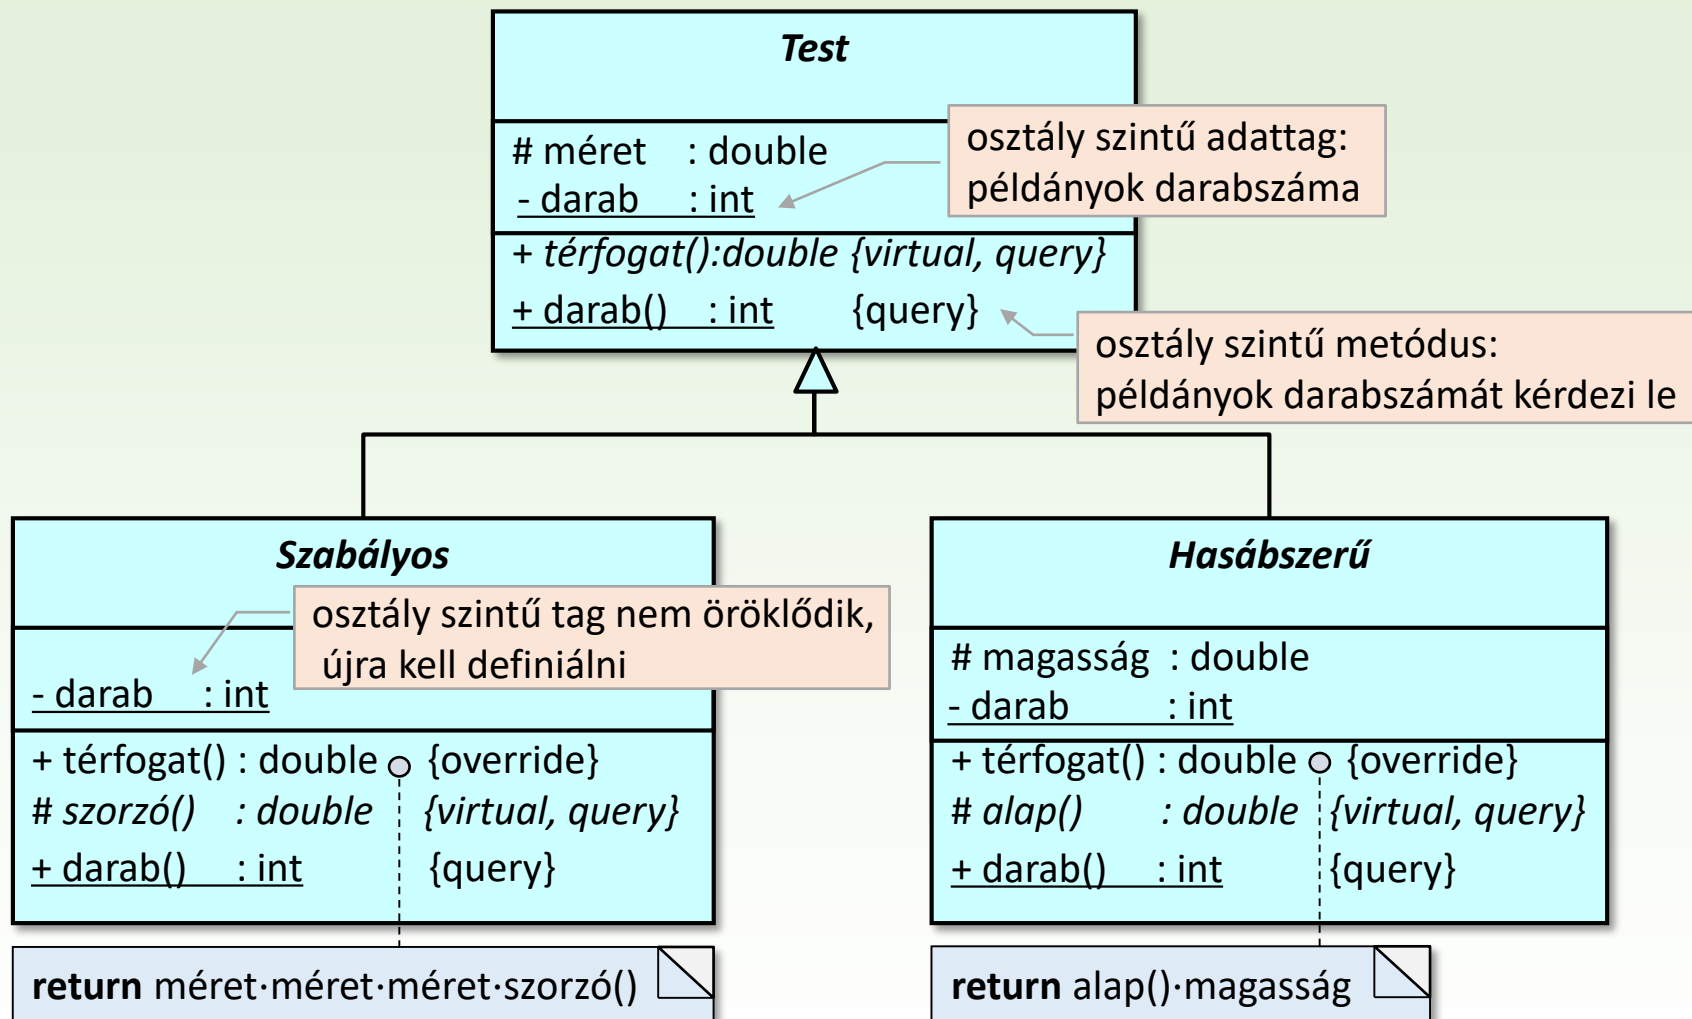 Test
# méret : double
- darab : int
osztály szintű adattag:
példányok darabszáma
+ térfogat():double {virtual, query}
+ darab() : int {query}
osztály szintű metódus:
példányok darabszámát kérdezi le
Szabályos
osztály szintű tag nem öröklődik,
újra kell definiálni
- darab : int
+ térfogat() : double {override}
# szorzó() : double {virtual, query}
+ darab() : int {query}
return méret·méret·méret·szorzó()
Hasábszerű
# magasság : double
- darab : int
+ térfogat() : double {override}
# alap() : double {virtual, query}
+ darab() : int {query}
return alap()·magasság